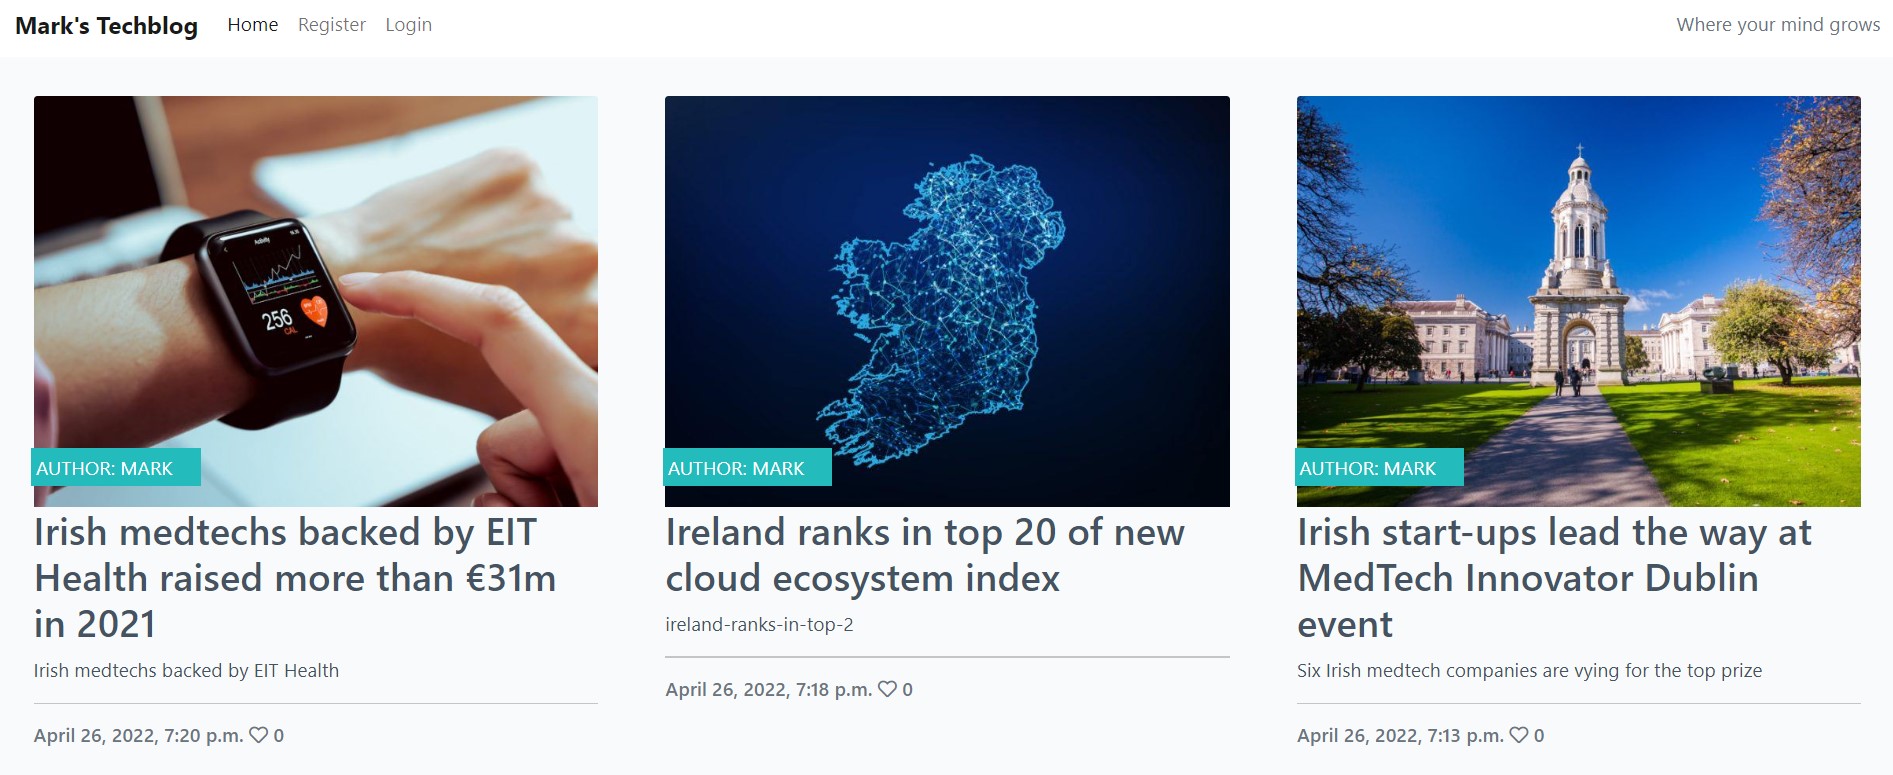 Mark's Techblog Home Register Login Where your mind grows
Activity
256
CAL
AUTHOR: MARK
Irish medtechs backed by EIT
Health raised more than €31m
in 2021
Irish medtechs backed by EIT Health
April 26, 2022, 7:20 p.m. 0
AUTHOR: MARK
Ireland ranks in top 20 of new
cloud ecosystem index
ireland-ranks-in-top-2
April 26, 2022, 7:18 p.m. 0
AUTHOR: MARK
Irish start-ups lead the way at
MedTech Innovator Dublin
event
Six Irish medtech companies are vying for the top prize
April 26, 2022, 7:13 p.m. 0